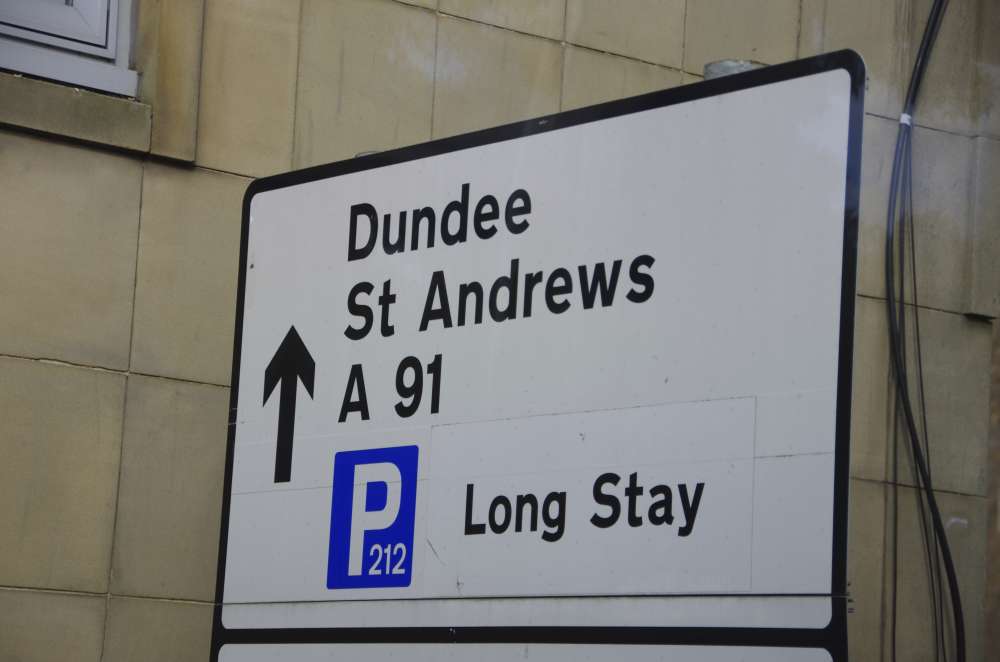 Dundee
St Andrews
A 91
P 212
Long Stay